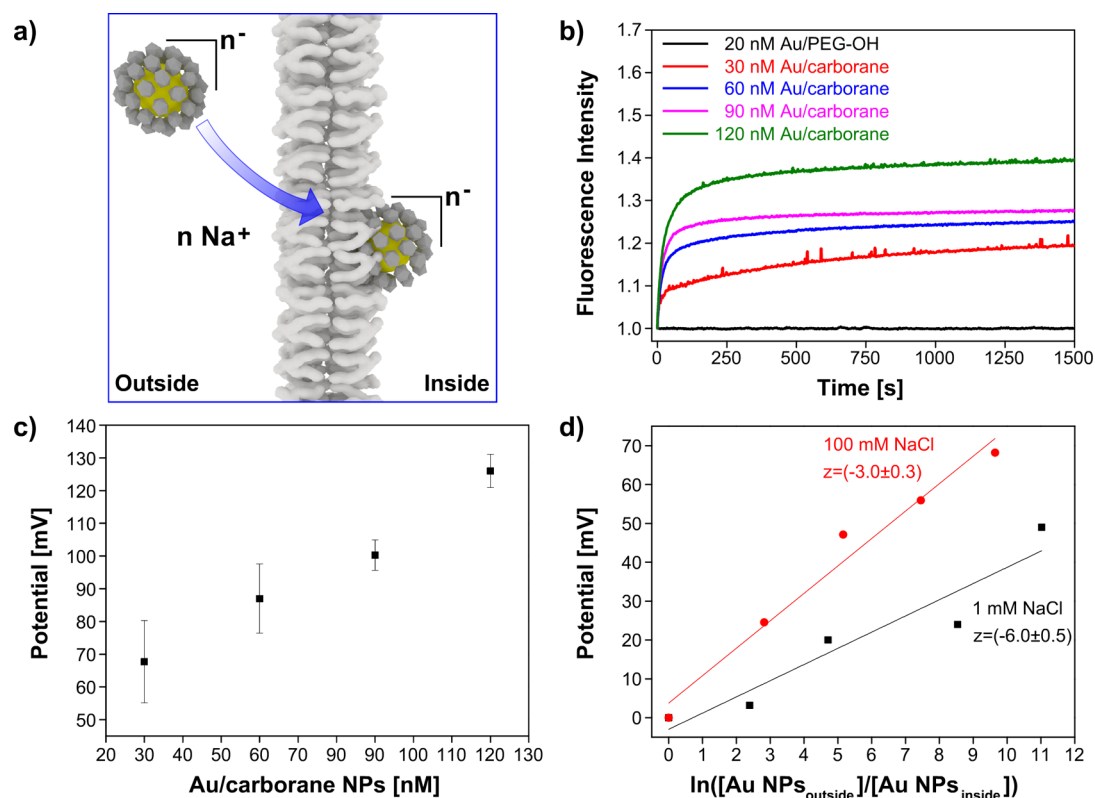 a)
n-
n-
n Na+
Outside
Inside
b)
Fluorescence Intensity
1.7
1.6
1.5
1.4
1.3
1.2
1.1
1.0
20 nM Au/PEG-OH
30 nM Au/carborane
60 nM Au/carborane
90 nM Au/carborane
120 nM Au/carborane
0 250 500 750 1000 1250 1500
Time [s]
c)
Potential [mV]
140
130
120
110
100
90
80
70
60
50
20 30 40 50 60 70 80 90 100 110 120 130
Au/carborane NPs [nM]
d)
Potential [mV]
70
60
50
40
30
20
10
0
100 mM NaCl
z=(-3.0±0.3)
1 mM NaCl
z=(-6.0±0.5)
0 1 2 3 4 5 6 7 8 9 10 11 12
ln([Au NPsoutside]/[Au NPsinside])